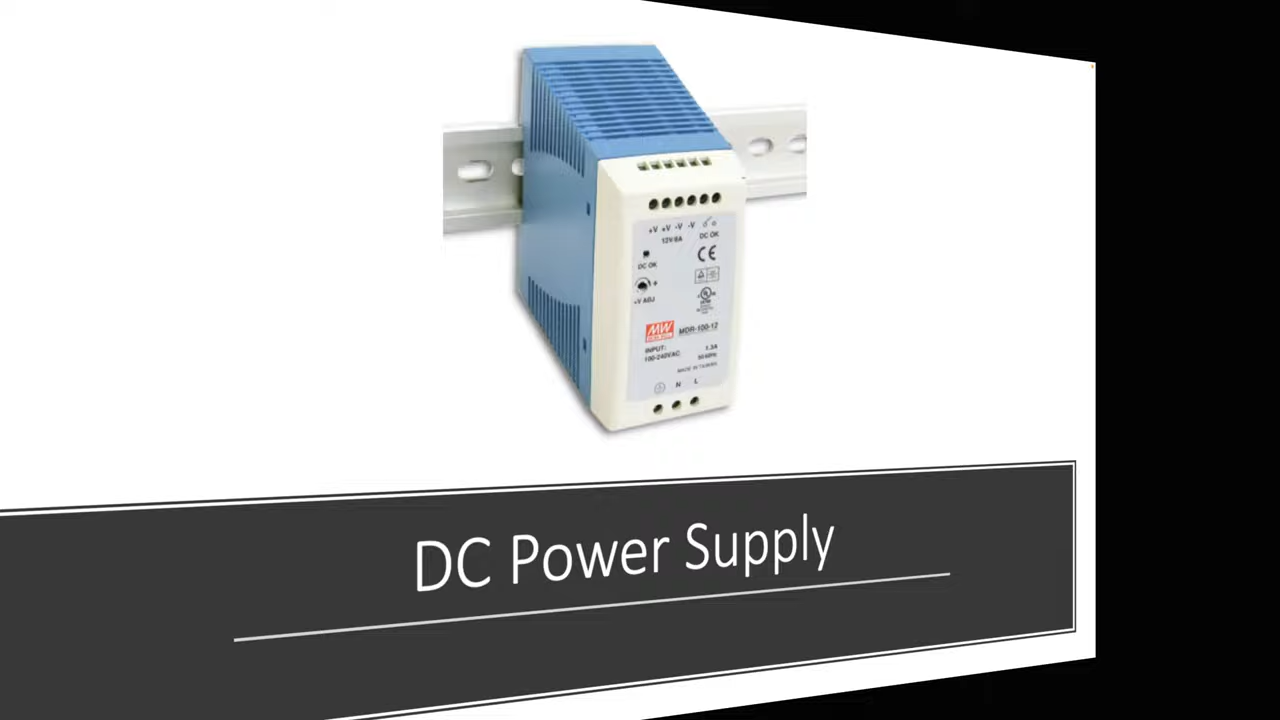 +V +V -V -V
DC OK
12V 8A
DC OK
+V ADJ
MW
MDR-100-12
INPUT: 1.3A
100-240VAC 50/60Hz
MADE IN TAIWAN
N L
DC Power Supply